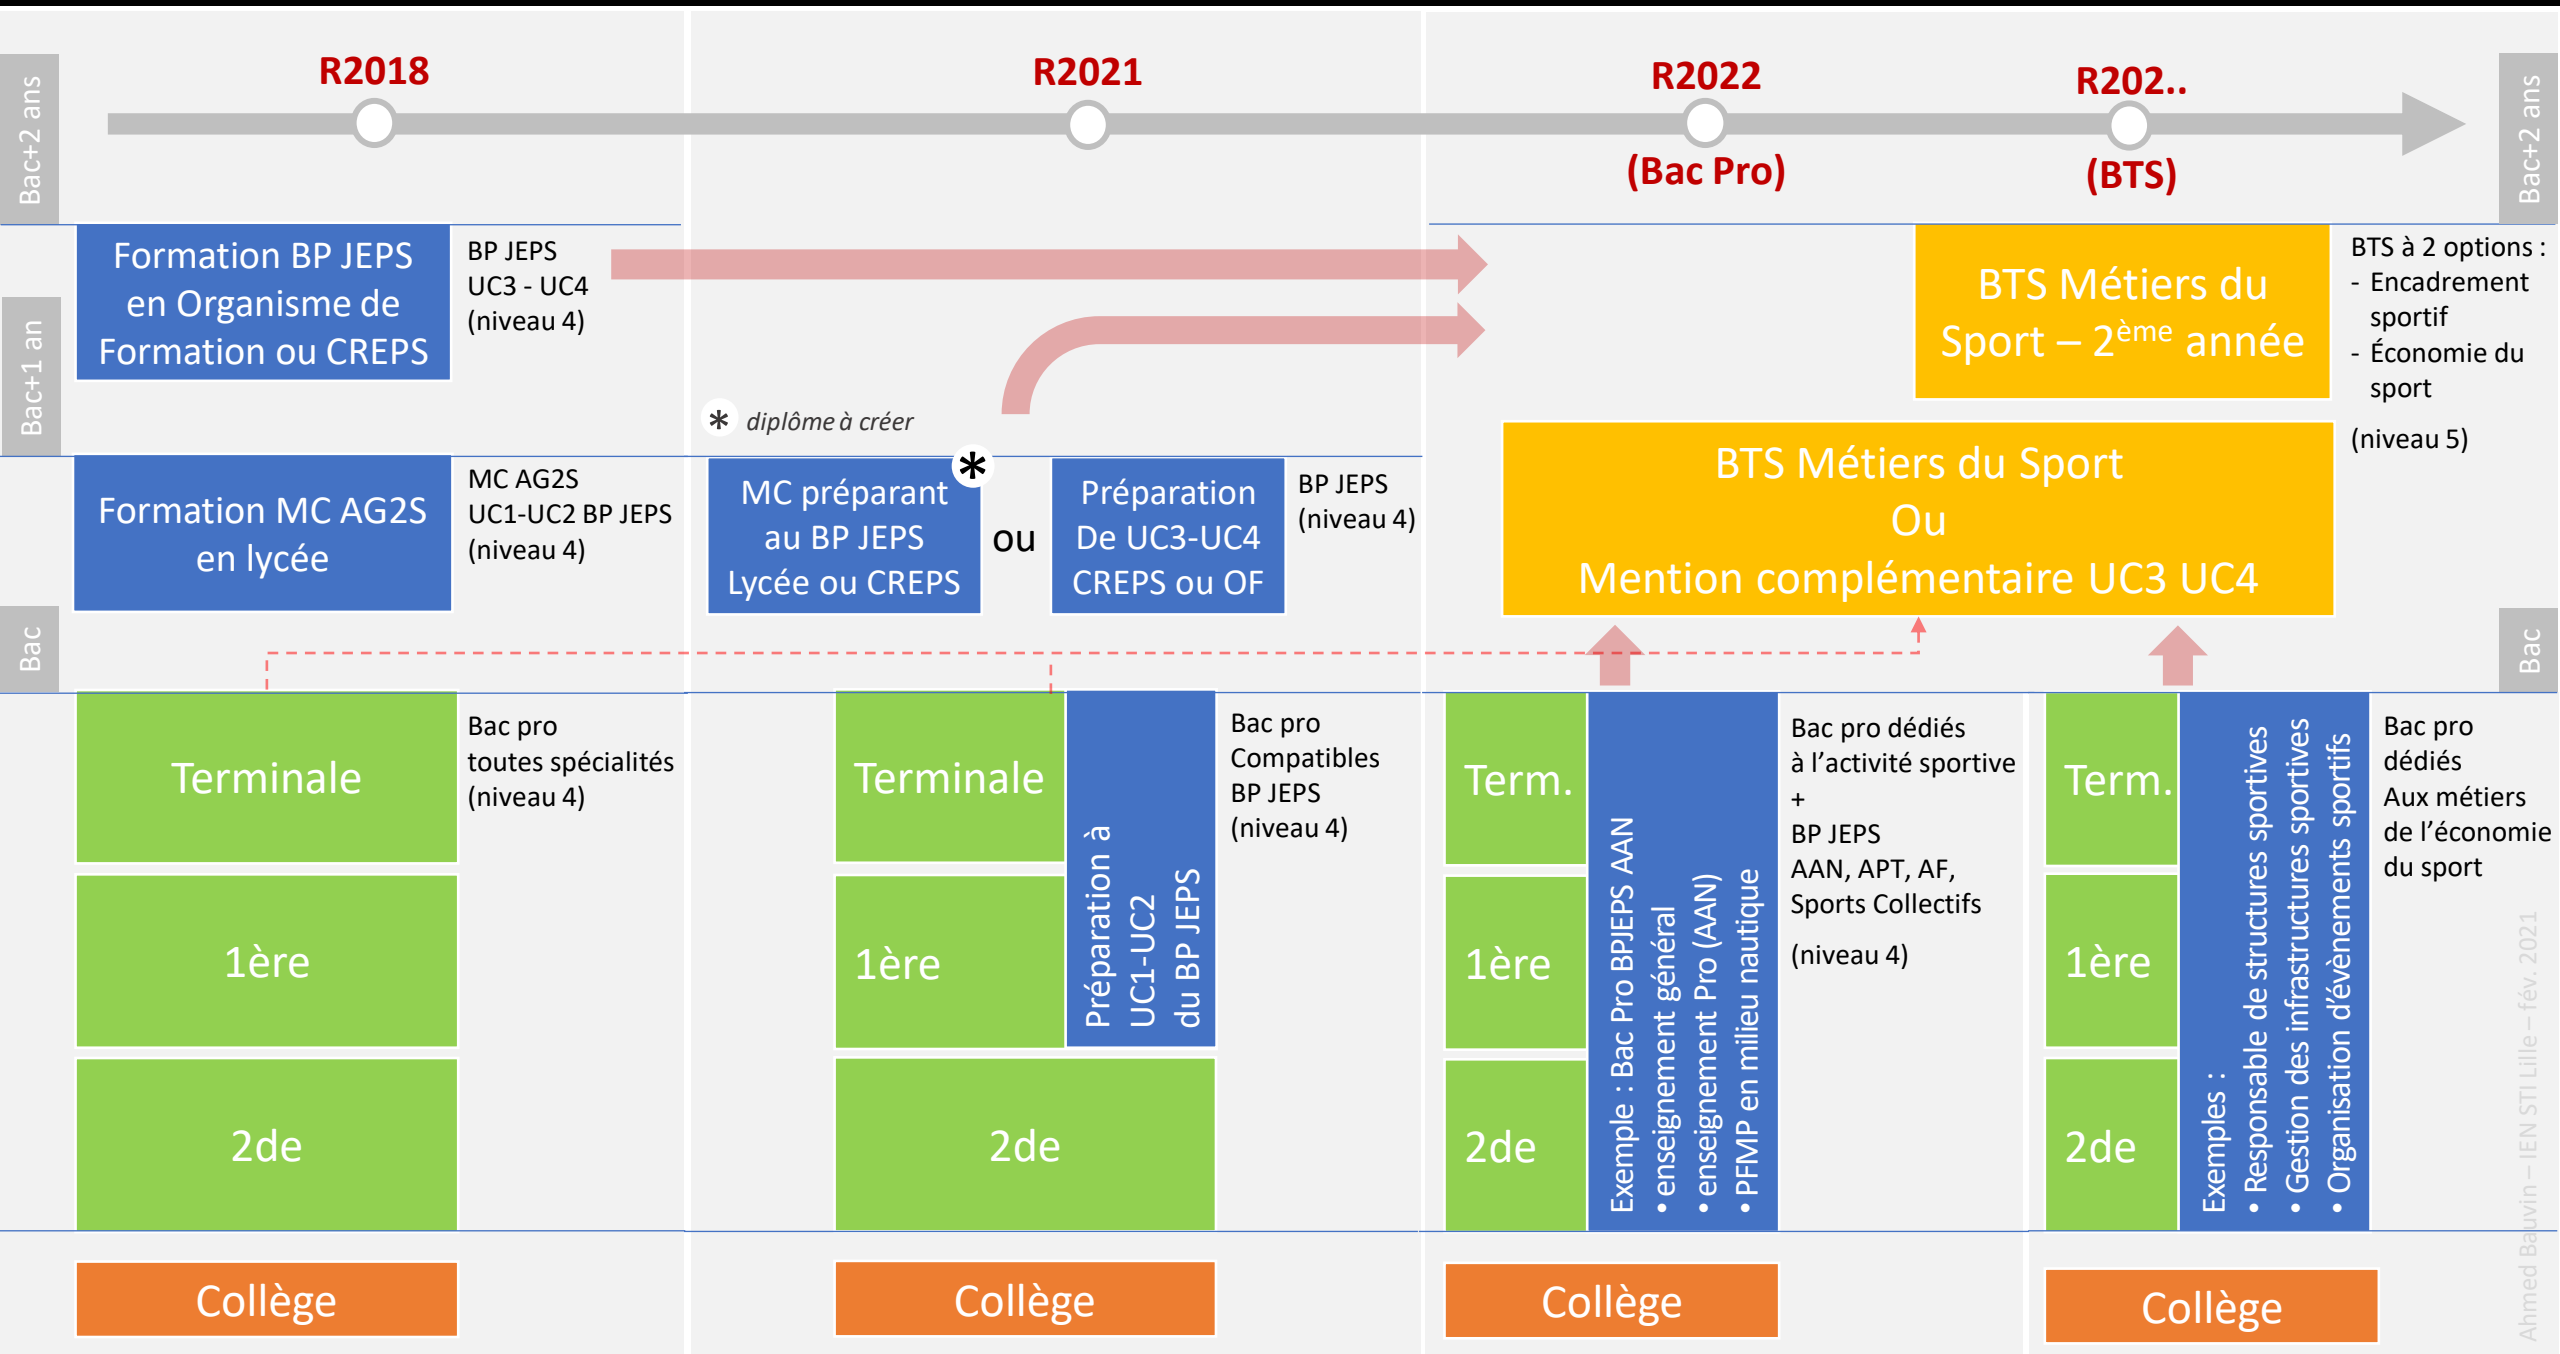 R2018
R2021
R2022
(Bac Pro)
R202..
(BTS)
Bac+2 ans
Bac+2 ans
Bac+1 an
Bac
Bac
Formation BP JEPS
en Organisme de
Formation ou CREPS
BP JEPS
UC3 - UC4
(niveau 4)
Formation MC AG2S
en lycée
MC AG2S
UC1-UC2 BP JEPS
(niveau 4)
Terminale
Bac pro
toutes spécialités
(niveau 4)
1ère
2de
Collège
* diplôme à créer
MC préparant
au BP JEPS
Lycée ou CREPS
*
ou
Préparation
De UC3-UC4
CREPS ou OF
BP JEPS
(niveau 4)
Terminale
1ère
2de
Préparation à
UC1-UC2
du BP JEPS
Bac pro
Compatibles
BP JEPS
(niveau 4)
Collège
BTS Métiers du
Sport – 2ème année
BTS à 2 options :
- Encadrement
sportif
- Économie du
sport
(niveau 5)
BTS Métiers du Sport
Ou
Mention complémentaire UC3 UC4
Term.
1ère
2de
Exemple : Bac Pro BPJEPS AAN
• enseignement général
• enseignement Pro (AAN)
• PFMP en milieu nautique
Bac pro dédiés
à l’activité sportive
+
BP JEPS
AAN, APT, AF,
Sports Collectifs
(niveau 4)
Collège
Term.
1ère
2de
Exemples :
• Responsable de structures sportives
• Gestion des infrastructures sportives
• Organisation d’évènements sportifs
Bac pro
dédiés
Aux métiers
de l’économie
du sport
Collège
Ahmed Bauvin – IEN STI Lille – fév. 2021